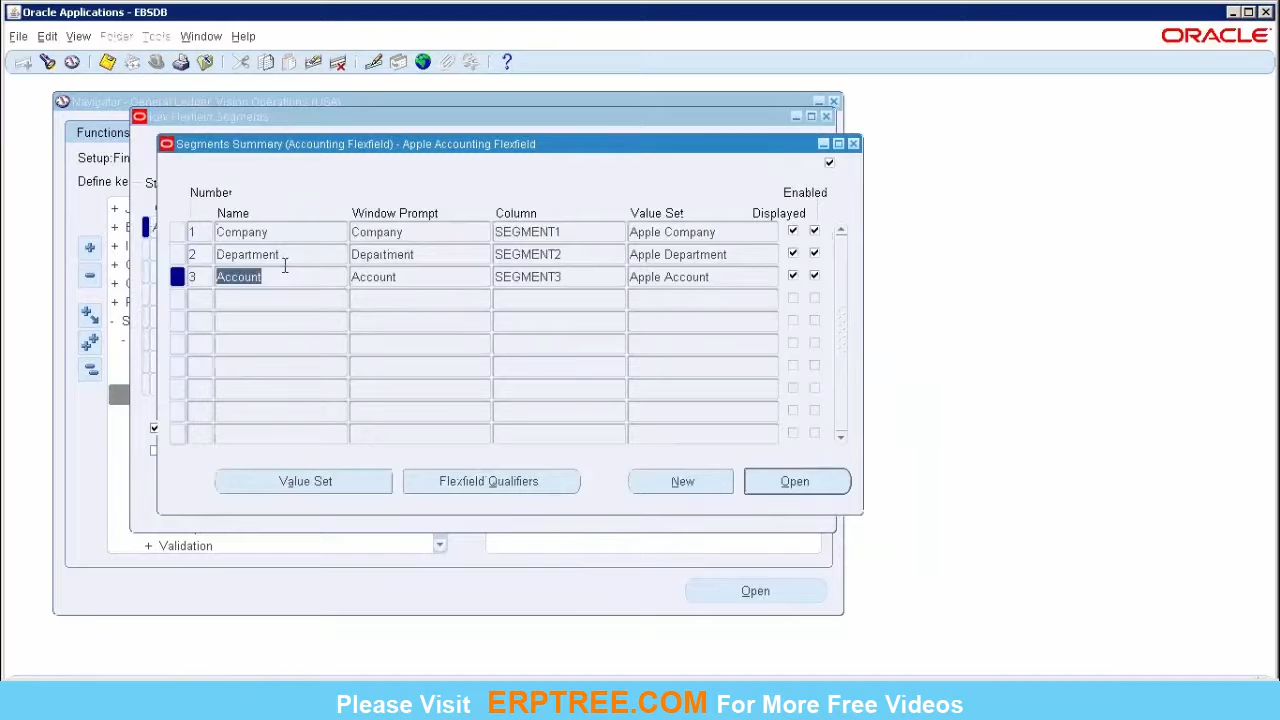 Oracle Applications - EBSDB
File Edit View Folder Tools Window Help
ORACLE
Navigator - General Ledger Vision Operations (USA)
Key Flexfield Segments
Functions
Segments Summary (Accounting Flexfield) - Apple Accounting Flexfield
Setup:Fin
Define ke
Number
Enabled
Name Window Prompt Column Value Set Displayed
1 Company Company SEGMENT1 Apple Company
2 Department Department SEGMENT2 Apple Department
3 Account Account SEGMENT3 Apple Account
Value Set Flexfield Qualifiers New Open
+ Validation
Open
Please Visit ERPTREE.COM For More Free Videos